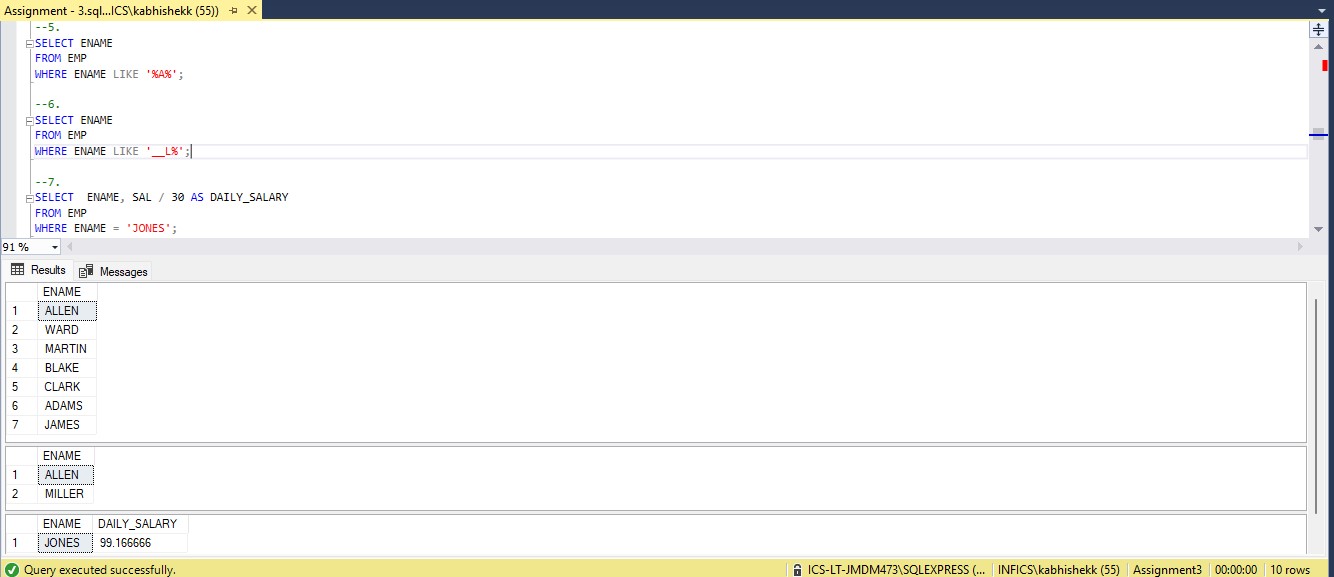 Assignment - 3.sql...ICS\kabhishekk (55))
--5.
SELECT ENAME
FROM EMP
WHERE ENAME LIKE '%A%';
--6.
SELECT ENAME
FROM EMP
WHERE ENAME LIKE '__L%';
--7.
SELECT  ENAME, SAL / 30 AS DAILY_SALARY
FROM EMP
WHERE ENAME = 'JONES';
91 %
Results Messages
ENAME
1 ALLEN
2 WARD
3 MARTIN
4 BLAKE
5 CLARK
6 ADAMS
7 JAMES
ENAME
1 ALLEN
2 MILLER
ENAME DAILY_SALARY
1 JONES 99.166666
Query executed successfully. ICS-LT-JMDM473\SQLEXPRESS (... INFICS\kabhishekk (55) Assignment3 00:00:00 10 rows